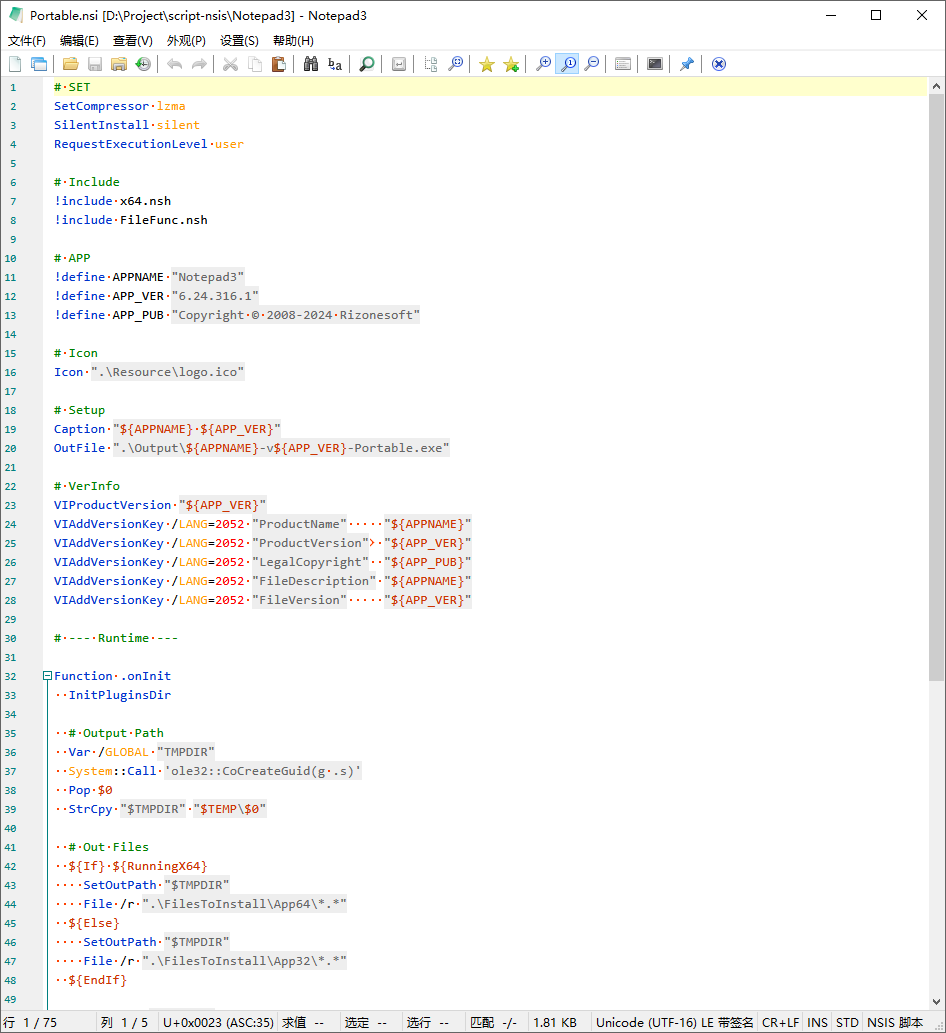 Portable.nsi [D:\Project\script-nsis\Notepad3] - Notepad3
文件(F) 编辑(E) 查看(V) 外观(P) 设置(S) 帮助(H)
1 # SET
2 SetCompressor lzma
3 SilentInstall silent
4 RequestExecutionLevel user
5
6 # Include
7 !include x64.nsh
8 !include FileFunc.nsh
9
10 # APP
11 !define APPNAME "Notepad3"
12 !define APP_VER "6.24.316.1"
13 !define APP_PUB "Copyright © 2008-2024 Rizonesoft"
14
15 # Icon
16 Icon ".\Resource\logo.ico"
17
18 # Setup
19 Caption "${APPNAME} ${APP_VER}"
20 OutFile ".\Output\${APPNAME}-v${APP_VER}-Portable.exe"
21
22 # VerInfo
23 VIProductVersion "${APP_VER}"
24 VIAddVersionKey /LANG=2052 "ProductName"     "${APPNAME}"
25 VIAddVersionKey /LANG=2052 "ProductVersion"  "${APP_VER}"
26 VIAddVersionKey /LANG=2052 "LegalCopyright"  "${APP_PUB}"
27 VIAddVersionKey /LANG=2052 "FileDescription" "${APPNAME}"
28 VIAddVersionKey /LANG=2052 "FileVersion"     "${APP_VER}"
29
30 # --- Runtime ---
31
32 Function .onInit
33   InitPluginsDir
34
35   # Output Path
36   Var /GLOBAL "TMPDIR"
37   System::Call 'ole32::CoCreateGuid(g .s)'
38   Pop $0
39   StrCpy "$TMPDIR" "$TEMP\$0"
40
41   # Out Files
42   ${If} ${RunningX64}
43     SetOutPath "$TMPDIR"
44     File /r ".\FilesToInstall\App64\*.*"
45   ${Else}
46     SetOutPath "$TMPDIR"
47     File /r ".\FilesToInstall\App32\*.*"
48   ${EndIf}
49
行 1 / 75 列 1 / 5 U+0x0023 (ASC:35) 求值 -- 选定 -- 选行 -- 匹配 -/- 1.81 KB Unicode (UTF-16) LE 带签名 CR+LF INS STD NSIS 脚本